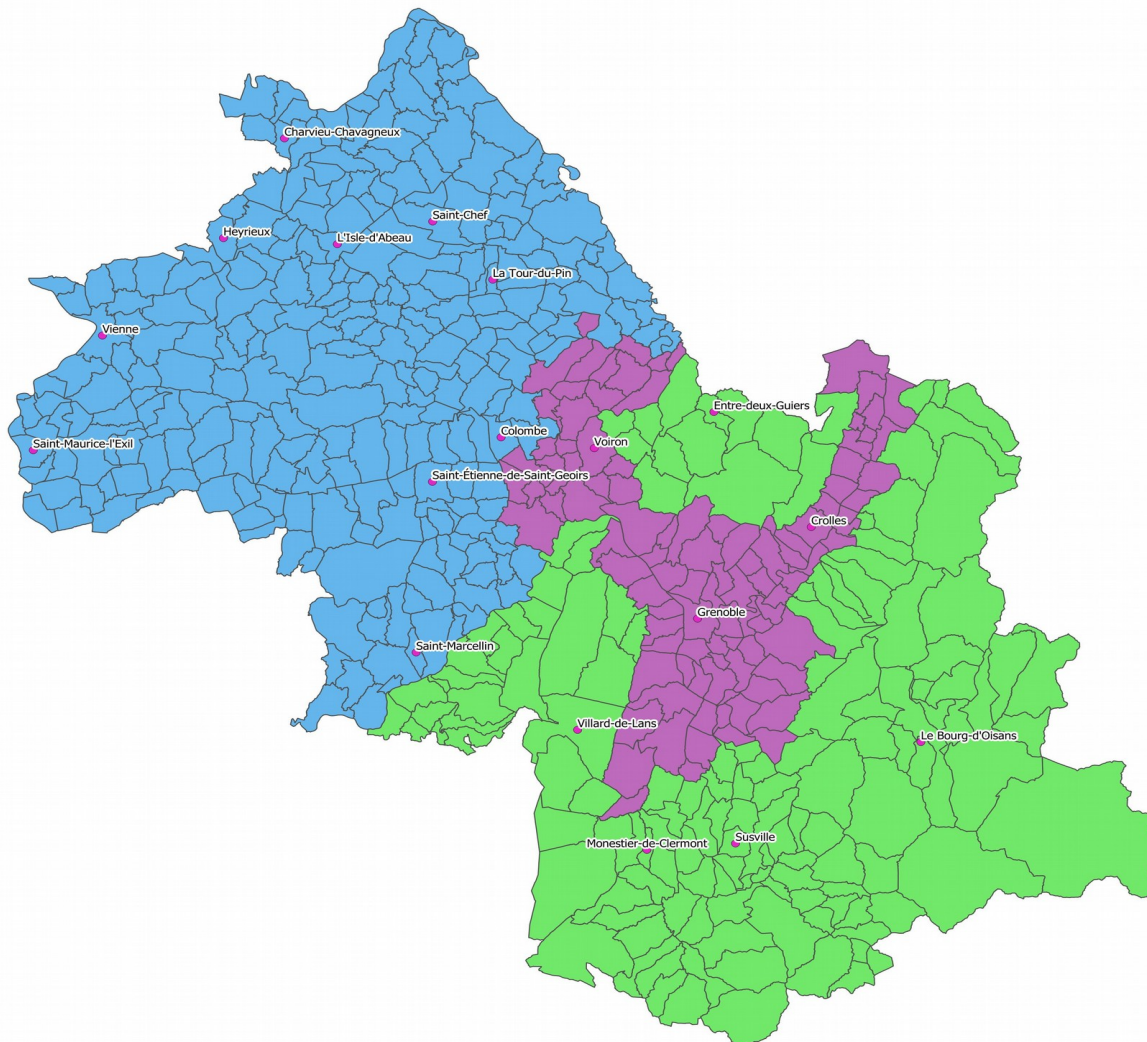 Charvieu-Chavagneux
Saint-Chef
Heyrieux
L'Isle-d'Abeau
La Tour-du-Pin
Vienne
Entre-deux-Guiers
Colombe
Voiron
Saint-Maurice-l'Exil
Saint-Étienne-de-Saint-Geoirs
Crolles
Grenoble
Saint-Marcellin
Villard-de-Lans
Le Bourg-d'Oisans
Susville
Monestier-de-Clermont